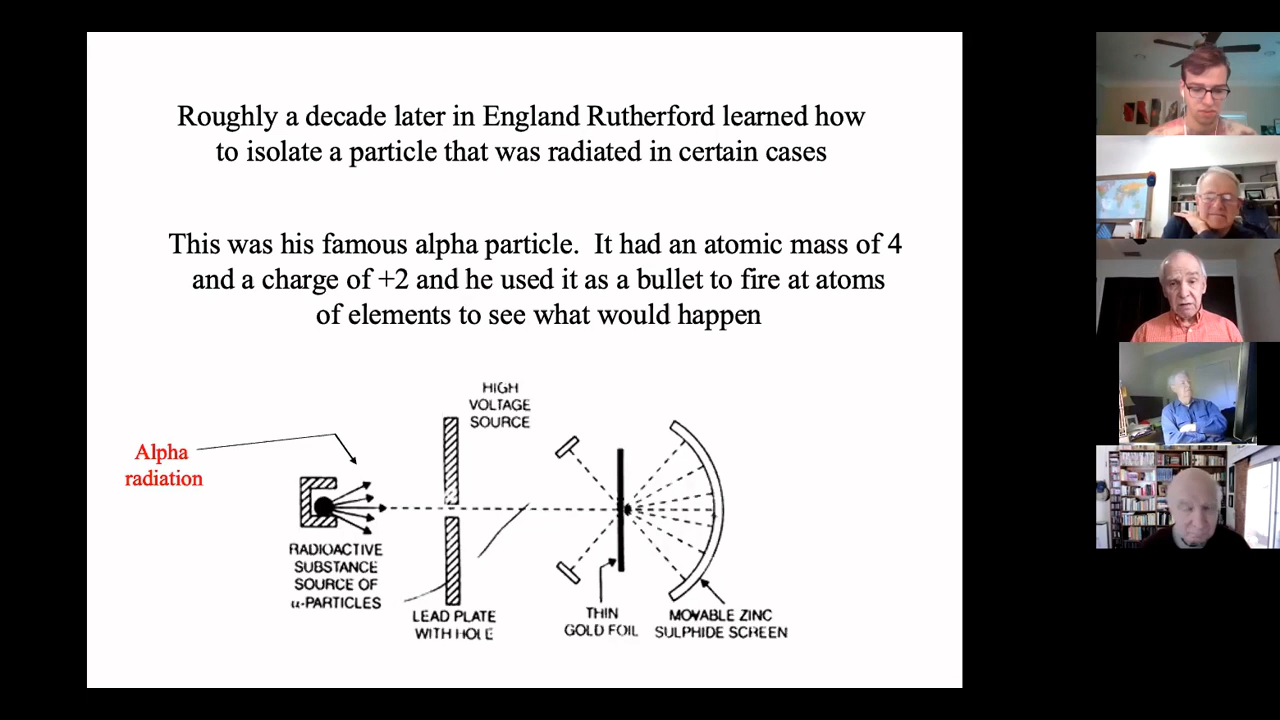 Roughly a decade later in England Rutherford learned how
to isolate a particle that was radiated in certain cases
This was his famous alpha particle.  It had an atomic mass of 4
and a charge of +2 and he used it as a bullet to fire at atoms
of elements to see what would happen
HIGH
VOLTAGE
SOURCE
Alpha
radiation
RADIOACTIVE
SUBSTANCE
SOURCE OF
α-PARTICLES
LEAD PLATE
WITH HOLE
THIN
GOLD FOIL
MOVABLE ZINC
SULPHIDE SCREEN